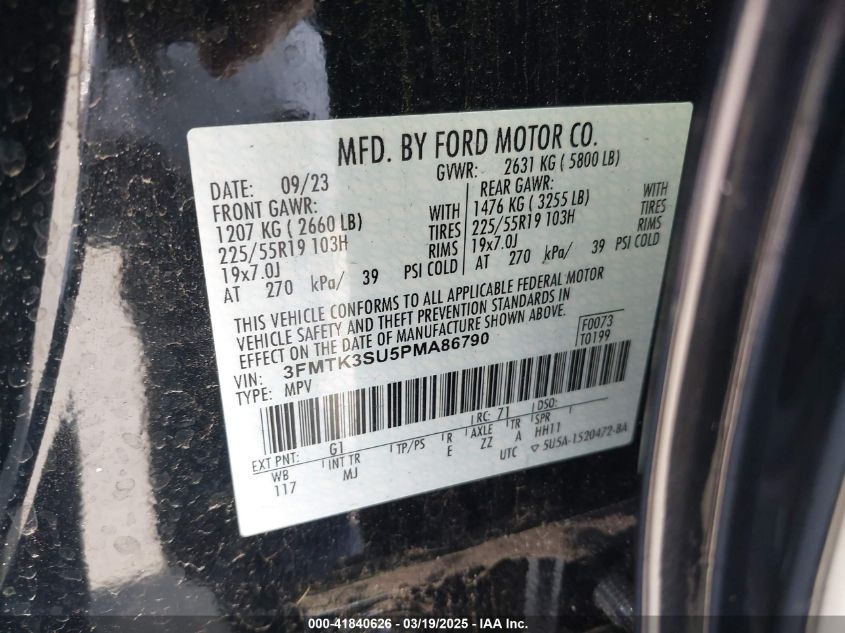 MFD. BY FORD MOTOR CO.
DATE: 09/23 GVWR: 2631 KG ( 5800 LB)
FRONT GAWR: REAR GAWR:
1207 KG ( 2660 LB) WITH 1476 KG ( 3255 LB) WITH
225/55R19 103H TIRES 225/55R19 103H TIRES
19x7.0J RIMS 19x7.0J RIMS
AT 270 kPa/ 39 PSI COLD AT 270 kPa/ 39 PSI COLD
THIS VEHICLE CONFORMS TO ALL APPLICABLE FEDERAL MOTOR
VEHICLE SAFETY AND THEFT PREVENTION STANDARDS IN
EFFECT ON THE DATE OF MANUFACTURE SHOWN ABOVE.
F0073
T0199
VIN: 3FMTK3SU5PMA86790
TYPE: MPV
RC: 71 DSO:
EXT PNT: G1 TP/PS R AXLE TR SPR
E ZZ A HH11
WB INT TR
117 MJ
UTC ▽ 5U5A-1520472-BA
000-41840626 - 03/19/2025 - IAA, Inc.